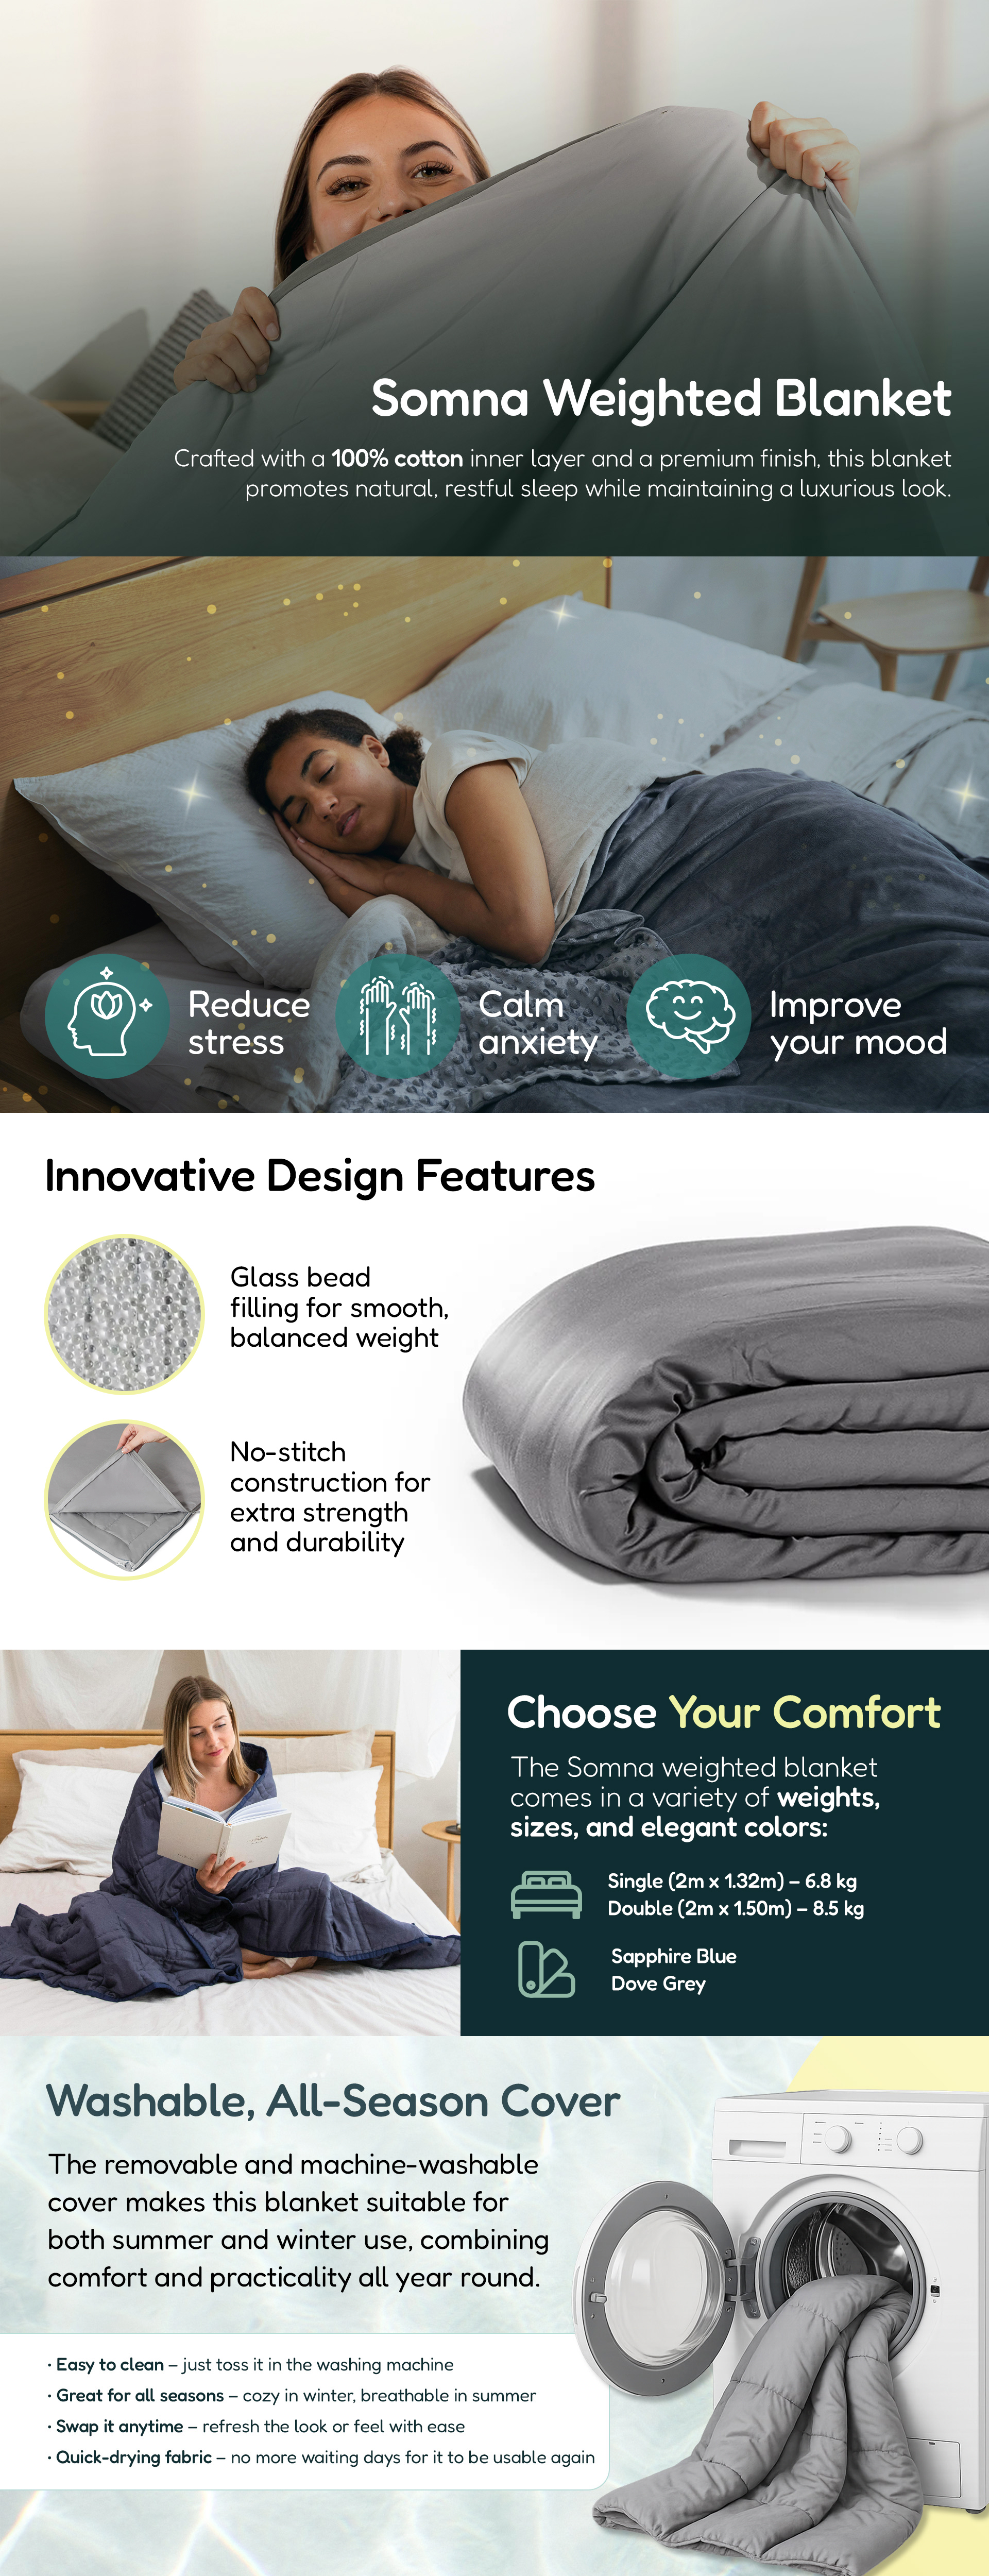 Somna Weighted Blanket
Crafted with a 100% cotton inner layer and a premium finish, this blanket
promotes natural, restful sleep while maintaining a luxurious look.
Reduce
stress
Calm
anxiety
Improve
your mood
Innovative Design Features
Glass bead
filling for smooth,
balanced weight
No-stitch
construction for
extra strength
and durability
Choose Your Comfort
The Somna weighted blanket
comes in a variety of weights,
sizes, and elegant colors:
Single (2m x 1.32m) – 6.8 kg
Double (2m x 1.50m) – 8.5 kg
Sapphire Blue
Dove Grey
Washable, All-Season Cover
The removable and machine-washable
cover makes this blanket suitable for
both summer and winter use, combining
comfort and practicality all year round.
· Easy to clean – just toss it in the washing machine
· Great for all seasons – cozy in winter, breathable in summer
· Swap it anytime – refresh the look or feel with ease
· Quick-drying fabric – no more waiting days for it to be usable again